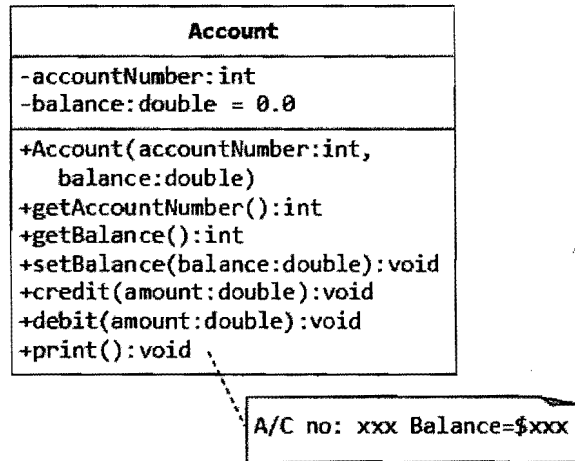 Account
-accountNumber:int
-balance:double = 0.0
+Account(accountNumber:int,
balance:double)
+getAccountNumber():int
+getBalance():int
+setBalance(balance:double):void
+credit(amount:double):void
+debit(amount:double):void
+print():void
A/C no: xxx Balance=$xxx